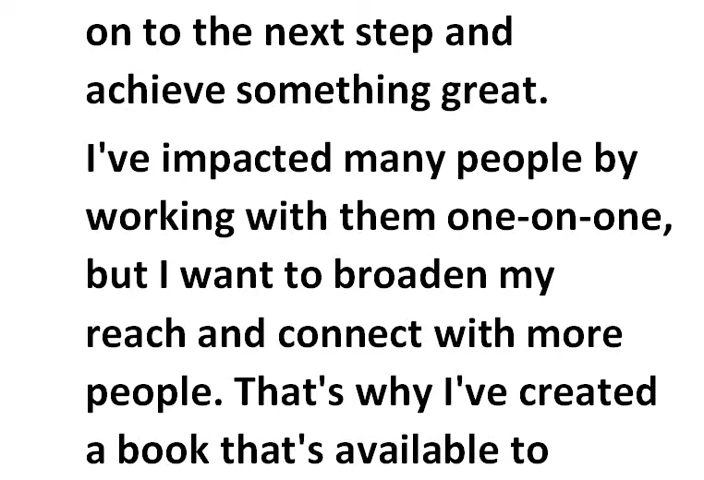 on to the next step and
achieve something great.
I've impacted many people by
working with them one-on-one,
but I want to broaden my
reach and connect with more
people. That's why I've created
a book that's available to